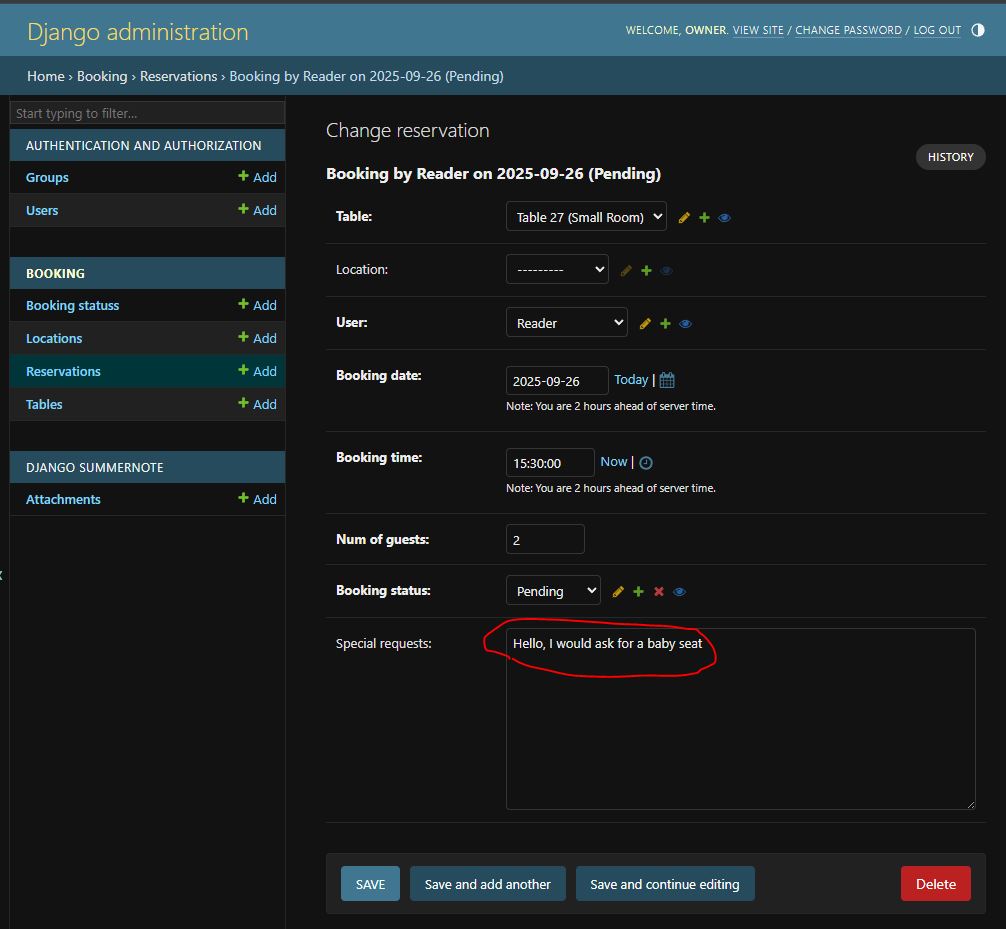 Django administration
WELCOME, OWNER. VIEW SITE / CHANGE PASSWORD / LOG OUT
Home › Booking › Reservations › Booking by Reader on 2025-09-26 (Pending)
Start typing to filter...
AUTHENTICATION AND AUTHORIZATION
Groups + Add
Users + Add
BOOKING
Booking statuss + Add
Locations + Add
Reservations + Add
Tables + Add
DJANGO SUMMERNOTE
Attachments + Add
Change reservation
HISTORY
Booking by Reader on 2025-09-26 (Pending)
Table: Table 27 (Small Room)
Location: ---------
User: Reader
Booking date: 2025-09-26 Today |
Note: You are 2 hours ahead of server time.
Booking time: 15:30:00 Now |
Note: You are 2 hours ahead of server time.
Num of guests: 2
Booking status: Pending
Special requests: Hello, I would ask for a baby seat
SAVE Save and add another Save and continue editing Delete